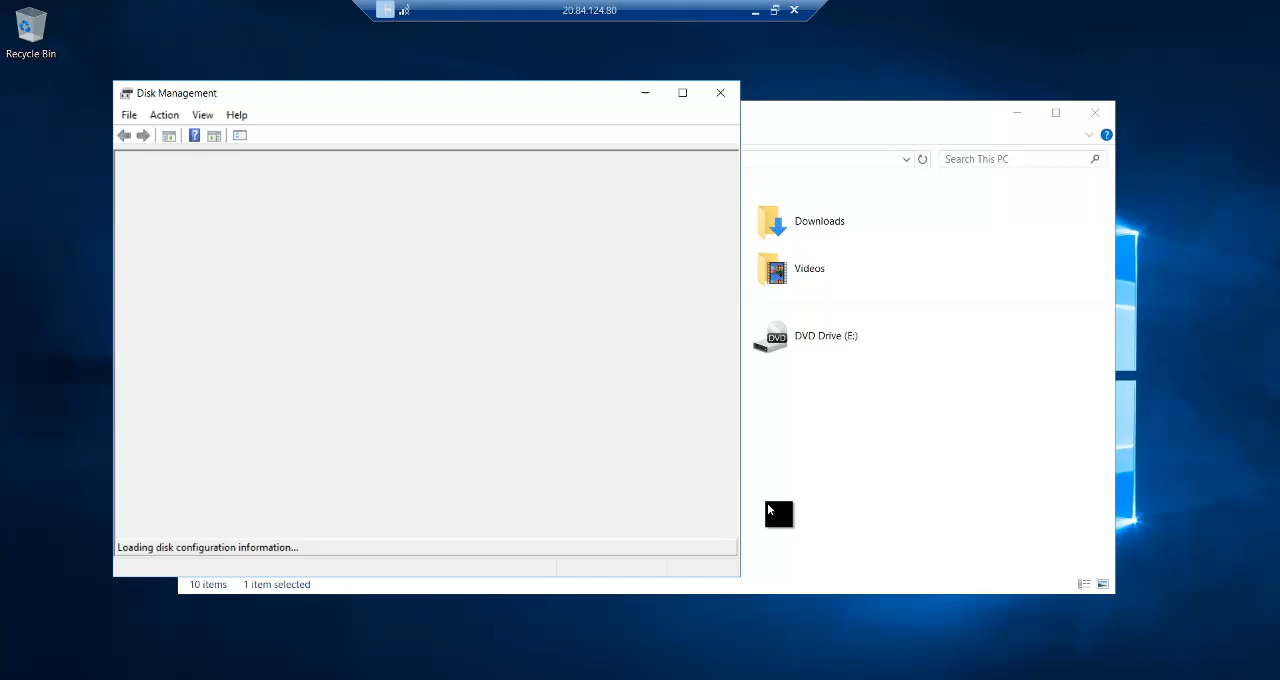 20.84.124.80
Recycle Bin
Disk Management
File Action View Help
Search This PC
Downloads
Videos
DVD
DVD Drive (E:)
Loading disk configuration information...
10 items 1 item selected